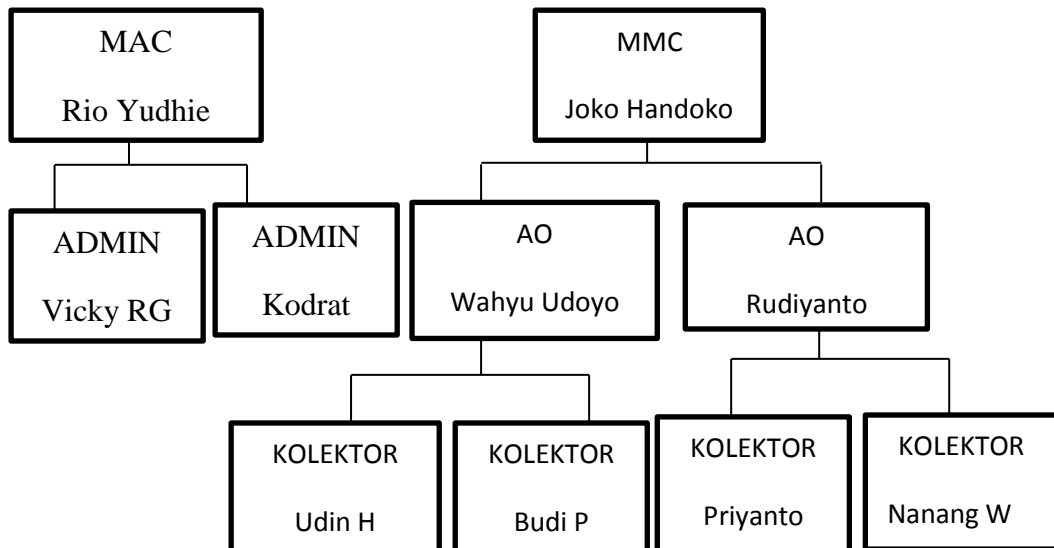 MAC
Rio Yudhie
MMC
Joko Handoko
ADMIN
Vicky RG
ADMIN
Kodrat
AO
Wahyu Udoyo
AO
Rudiyanto
KOLEKTOR
Udin H
KOLEKTOR
Budi P
KOLEKTOR
Priyanto
KOLEKTOR
Nanang W